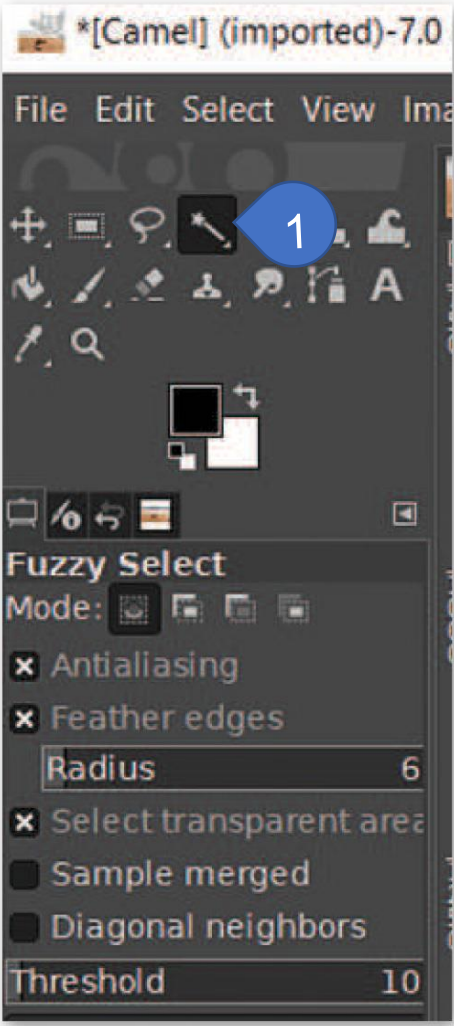 *[Camel] (imported)-7.0
File Edit Select View Ima
1
A
Fuzzy Select
Mode:
Antialiasing
Feather edges
Radius 6
Select transparent area
Sample merged
Diagonal neighbors
Threshold 10